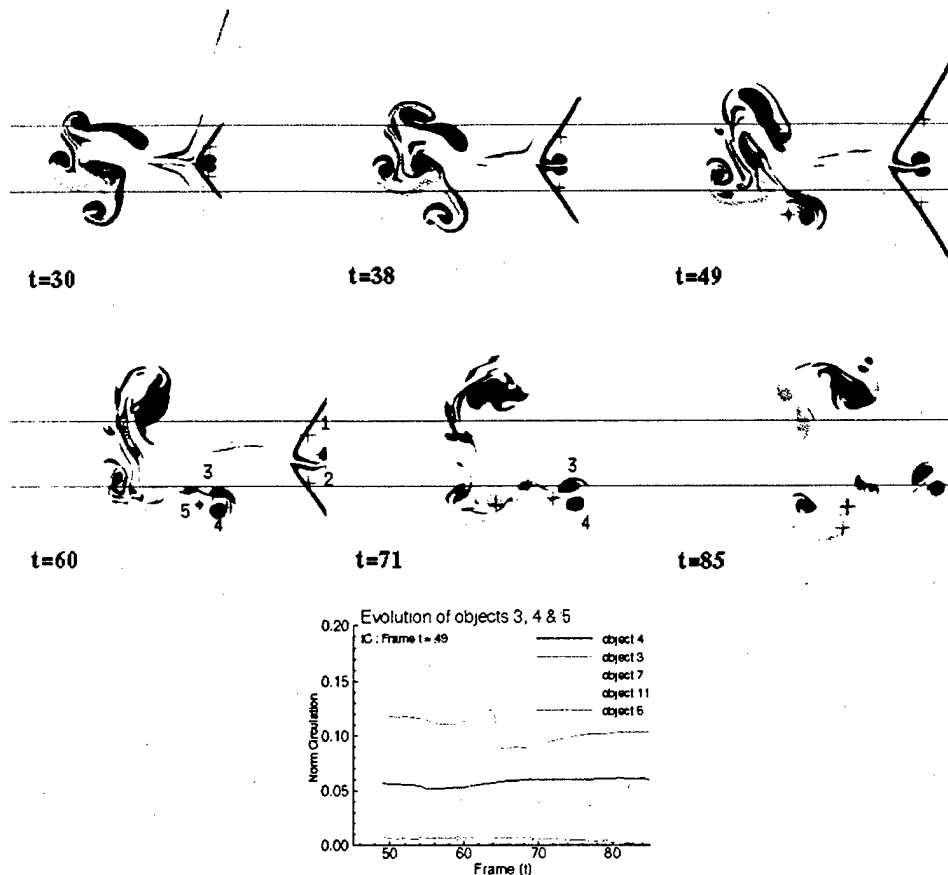 t=30
t=38
t=49
1
2
3
5
4
t=60
3
4
t=71
t=85
Evolution of objects 3, 4 & 5
IC : Frame t = 49
object 4
object 3
object 7
object 11
object 5
0.20
0.15
0.10
0.05
0.00
Norm Circulation
50
60
70
80
Frame (t)